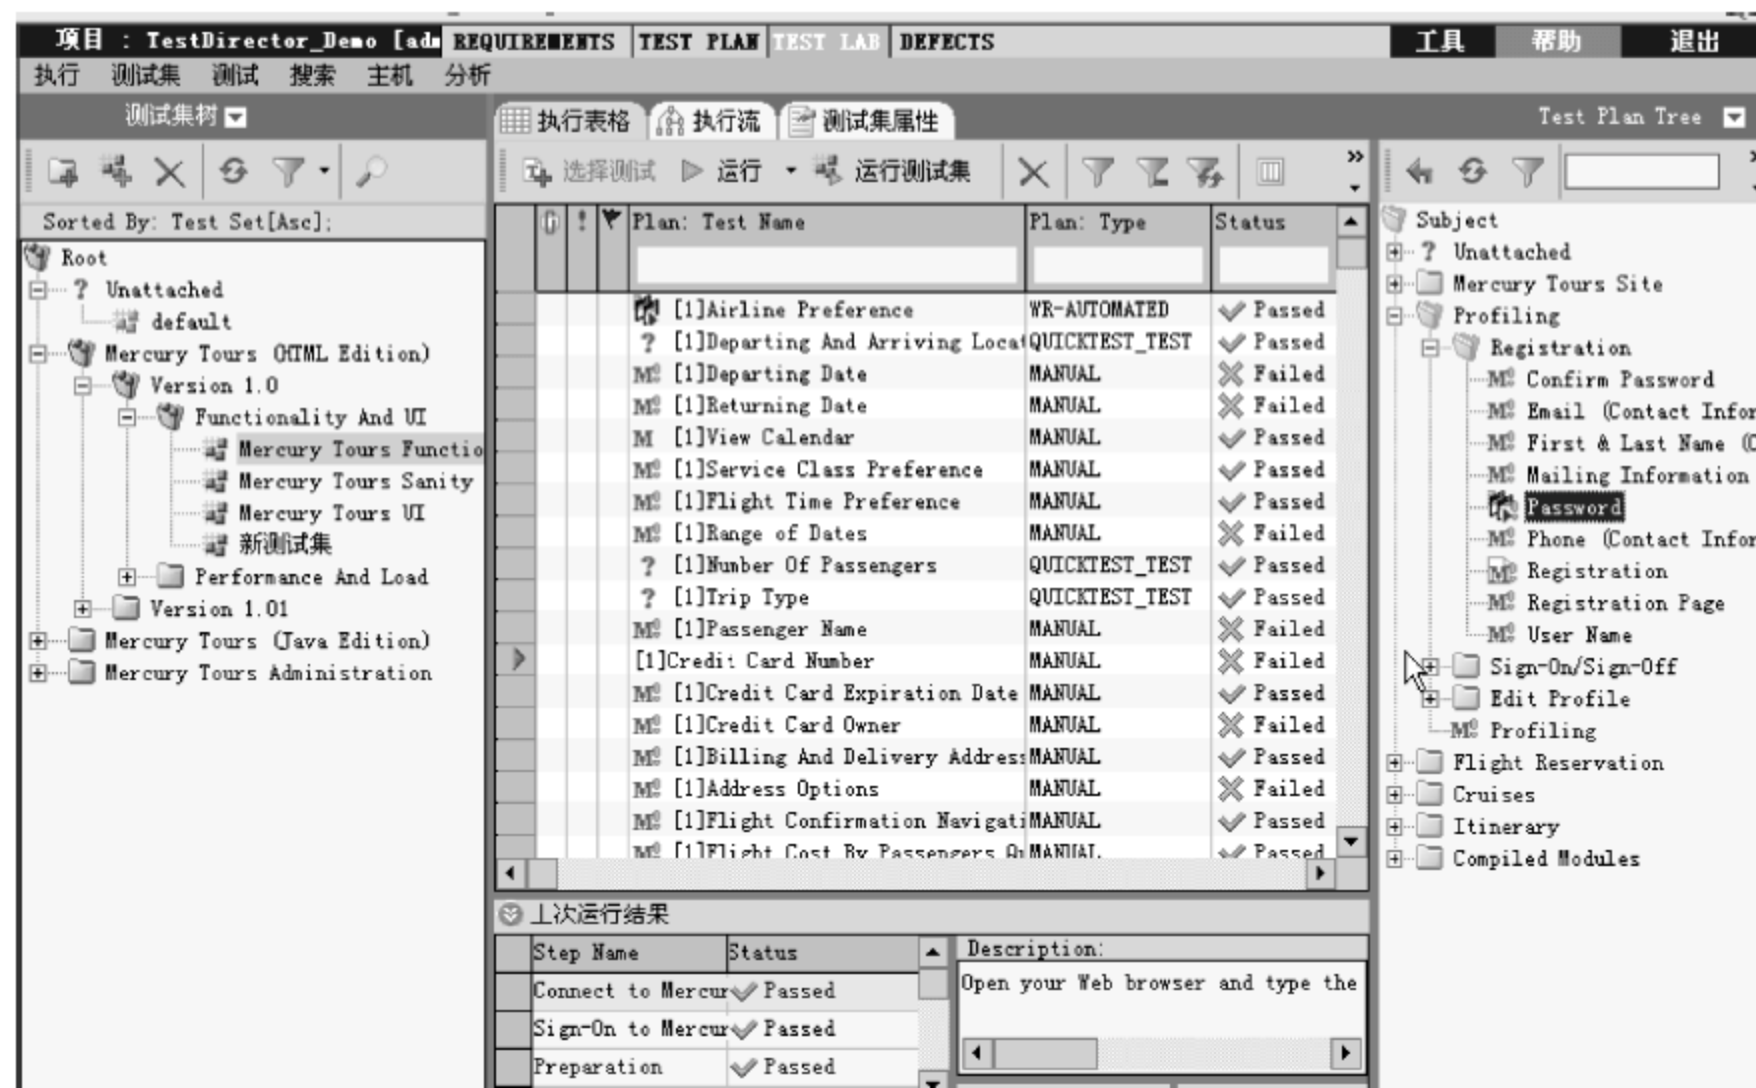 项目 : TestDirector_Demo [adm REQUIREMENTS TEST PLAN TEST LAB DEFECTS 工具 帮助 退出
执行 测试集 测试 搜索 主机 分析
测试集树
执行表格 执行流 测试集属性
Test Plan Tree
选择测试 运行 运行测试集
Sorted By: Test Set[Asc];
Root
Unattached
default
Mercury Tours (HTML Edition)
Version 1.0
Functionality And UI
Mercury Tours Functio
Mercury Tours Sanity
Mercury Tours UI
新测试集
Performance And Load
Version 1.01
Mercury Tours (Java Edition)
Mercury Tours Administration
Plan: Test Name Plan: Type Status
[1]Airline Preference WR-AUTOMATED Passed
[1]Departing And Arriving Locat QUICKTEST_TEST Passed
[1]Departing Date MANUAL Failed
[1]Returning Date MANUAL Failed
[1]View Calendar MANUAL Passed
[1]Service Class Preference MANUAL Passed
[1]Flight Time Preference MANUAL Passed
[1]Range of Dates MANUAL Failed
[1]Number Of Passengers QUICKTEST_TEST Passed
[1]Trip Type QUICKTEST_TEST Passed
[1]Passenger Name MANUAL Failed
[1]Credit Card Number MANUAL Failed
[1]Credit Card Expiration Date MANUAL Passed
[1]Credit Card Owner MANUAL Failed
[1]Billing And Delivery Address MANUAL Passed
[1]Address Options MANUAL Failed
[1]Flight Confirmation Navigati MANUAL Passed
[1]Flight Cost By Passengers Qu MANUAL Passed
上次运行结果
Step Name Status
Connect to Mercur Passed
Sign-On to Mercur Passed
Preparation Passed
Description:
Open your Web browser and type the
Subject
Unattached
Mercury Tours Site
Profiling
Registration
Confirm Password
Email (Contact Infor
First & Last Name (C
Mailing Information
Password
Phone (Contact Infor
Registration
Registration Page
User Name
Sign-On/Sign-Off
Edit Profile
Profiling
Flight Reservation
Cruises
Itinerary
Compiled Modules